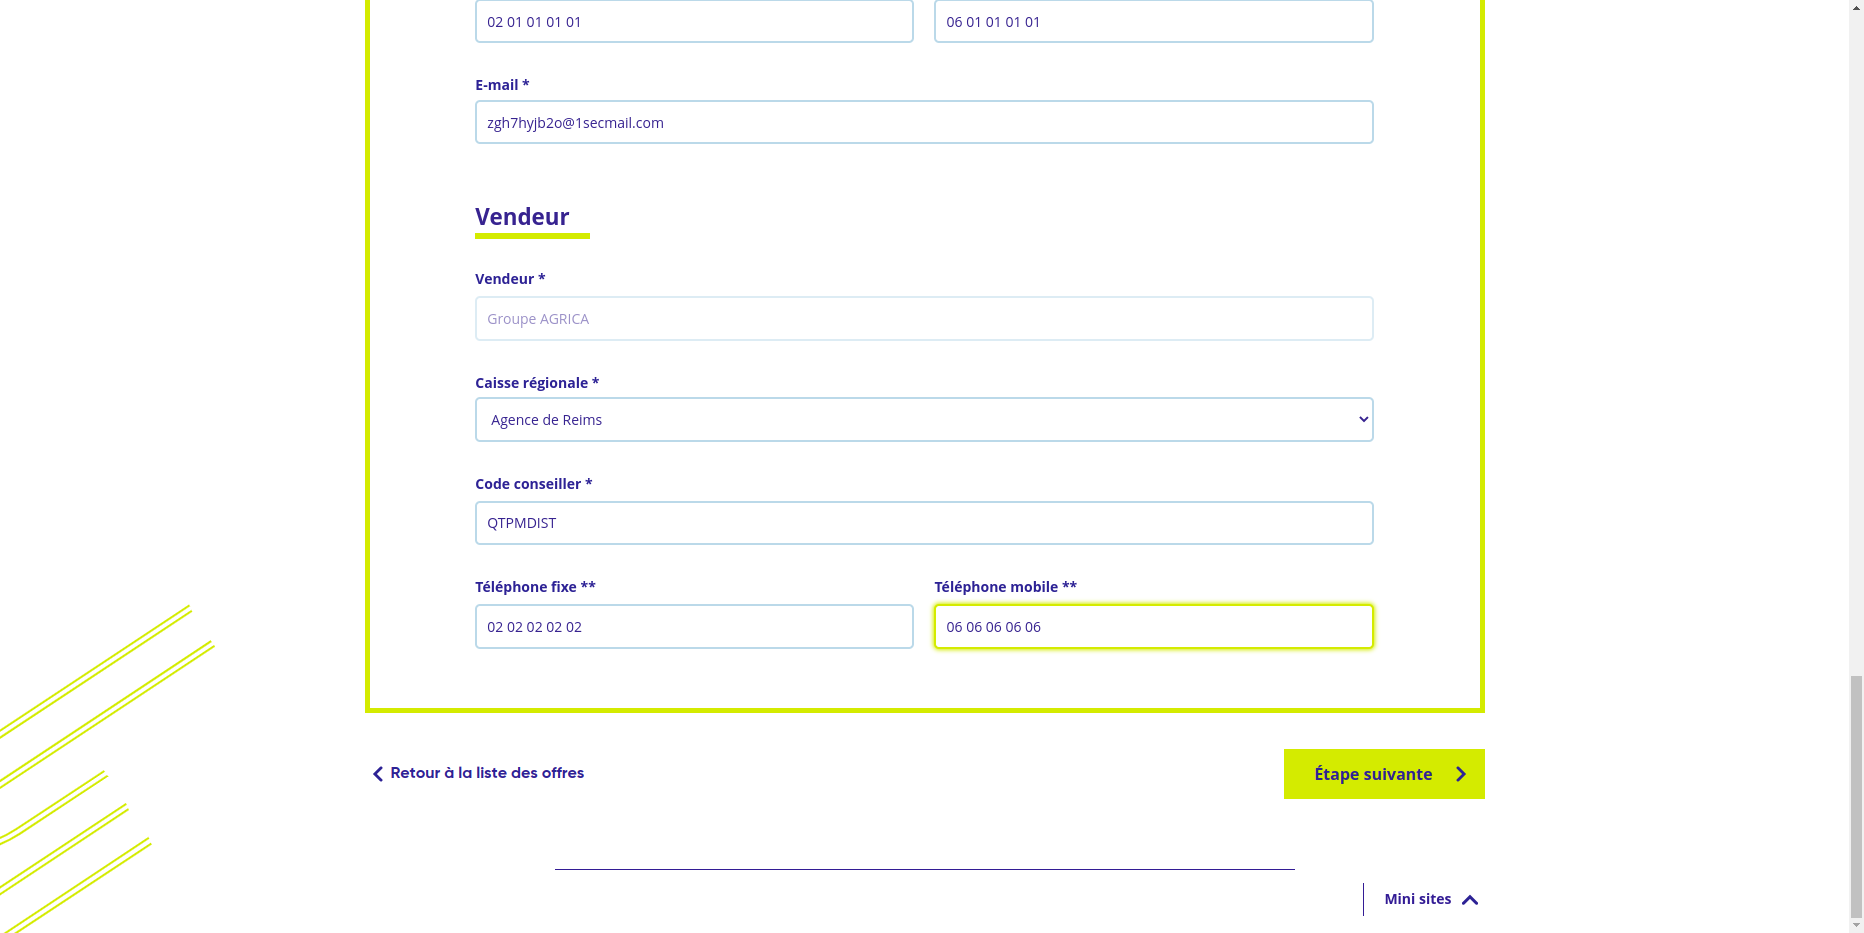 02 01 01 01 01
06 01 01 01 01
E-mail *
zgh7hyjb2o@1secmail.com
Vendeur
Vendeur *
Groupe AGRICA
Caisse régionale *
Agence de Reims
Code conseiller *
QTPMDIST
Téléphone fixe **
Téléphone mobile **
02 02 02 02 02
06 06 06 06 06
Retour à la liste des offres
Étape suivante
Mini sites